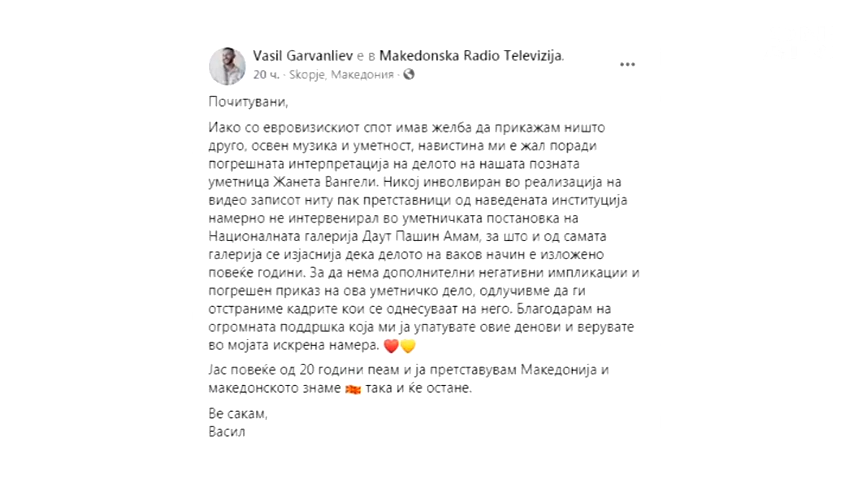 Vasil Garvanliev е в Makedonska Radio Televizija.
20 ч. · Skopje, Македонија ·
Почитувани,
Иако со евровизискиот спот имав желба да прикажам ништо
друго, освен музика и уметност, навистина ми е жал поради
погрешната интерпретација на делото на нашата позната
уметница Жанета Вангели. Никој инволвиран во реализација на
видео записот ниту пак претставници од наведената институција
намерно не интервенирал во уметничката постановка на
Националната галерија Даут Пашин Амам, за што и од самата
галерија се изјаснија дека делото на ваков начин е изложено
повеќе години. За да нема дополнителни негативни импликации и
погрешен приказ на ова уметничко дело, одлучивме да ги
отстраниме кадрите кои се однесуваат на него. Благодарам на
огромната поддршка која ми ја упатувате овие денови и верувате
во мојата искрена намера. ❤️💛
Јас повеќе од 20 години пеам и ја претставувам Македонија и
македонското знаме 🇲🇰 така и ќе остане.
Ве сакам,
Васил